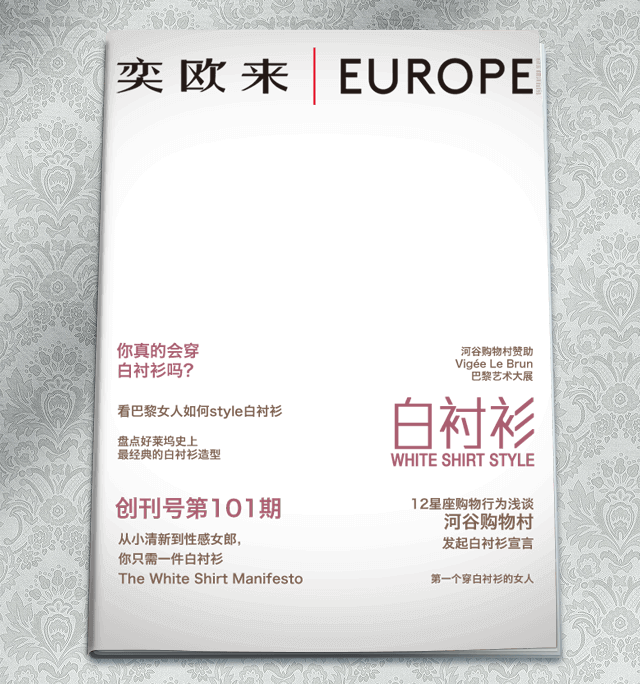 奕欧来 | EUROPE
你真的会穿
白衬衫吗?
看巴黎女人如何style白衬衫
盘点好莱坞史上
最经典的白衬衫造型
创刊号第101期
从小清新到性感女郎,
你只需一件白衬衫
The White Shirt Manifesto
河谷购物村赞助
Vigée Le Brun
巴黎艺术大展
白衬衫
WHITE SHIRT STYLE
12星座购物行为浅谈
河谷购物村
发起白衬衫宣言
第一个穿白衬衫的女人